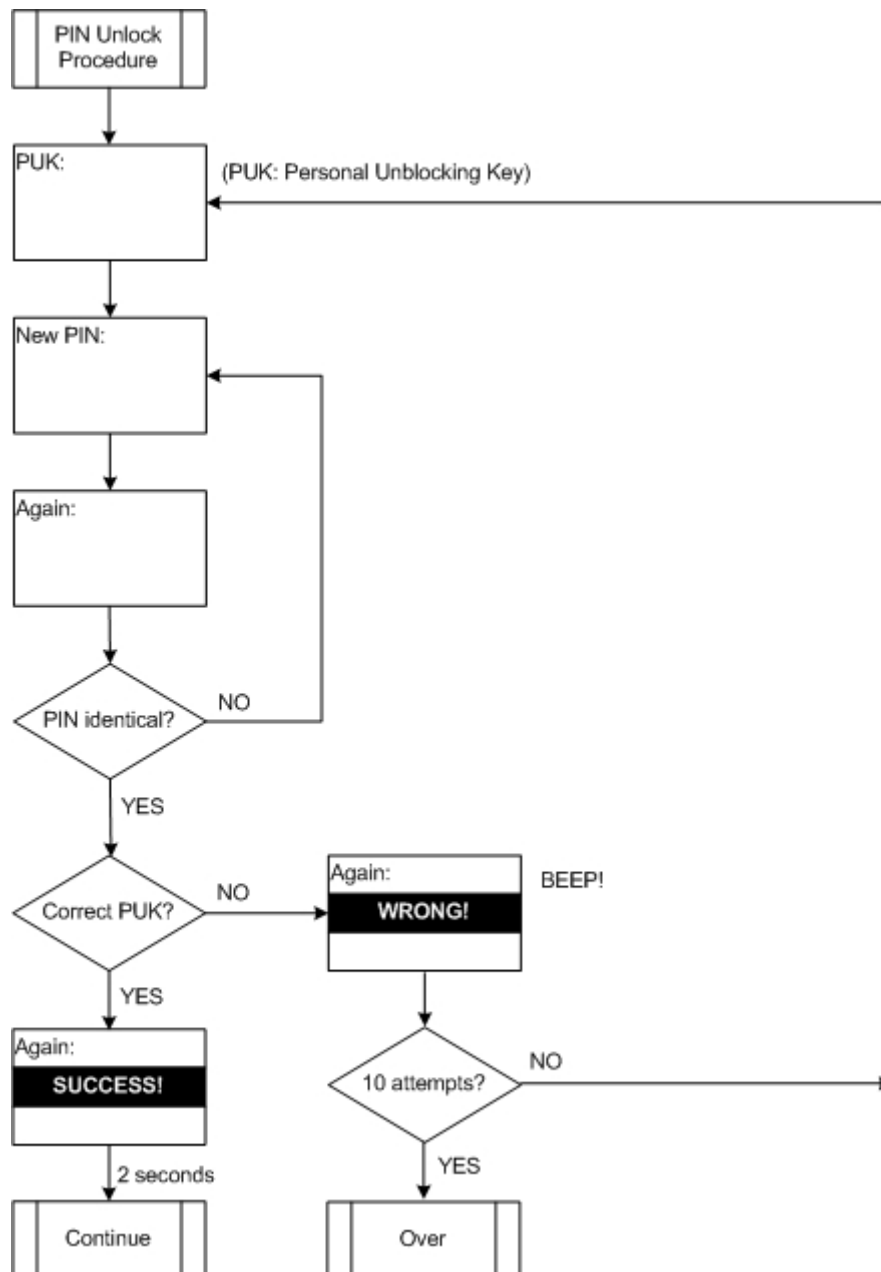 PIN Unlock
Procedure
PUK:
(PUK: Personal Unblocking Key)
New PIN:
Again:
PIN identical?
NO
YES
Correct PUK?
NO
Again:
WRONG!
BEEP!
YES
Again:
SUCCESS!
10 attempts?
NO
2 seconds
YES
Continue
Over